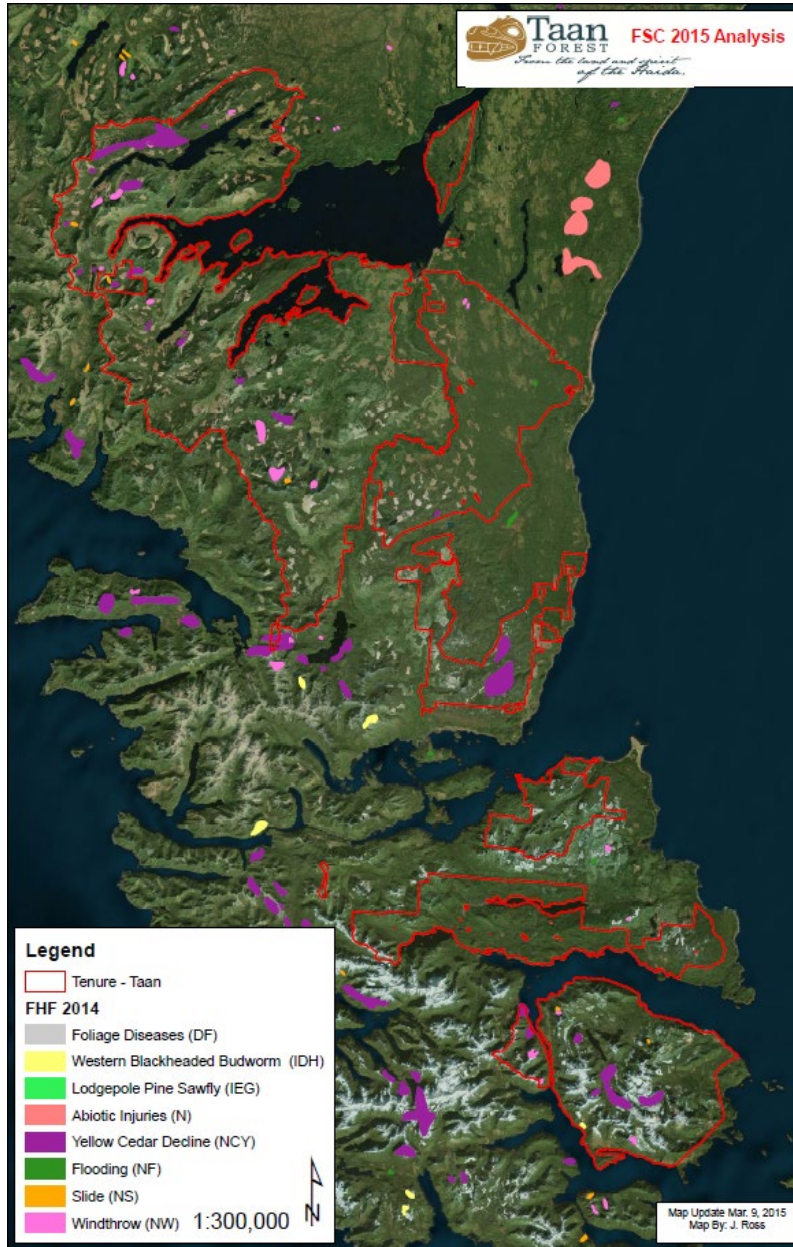 Taan
FOREST
From the land and spirit
of the Haida.
FSC 2015 Analysis
Legend
Tenure - Taan
FHF 2014
Foliage Diseases (DF)
Western Blackheaded Budworm (IDH)
Lodgepole Pine Sawfly (IEG)
Abiotic Injuries (N)
Yellow Cedar Decline (NCY)
Flooding (NF)
Slide (NS)
Windthrow (NW)
1:300,000
N
Map Update Mar. 9, 2015
Map By: J. Ross